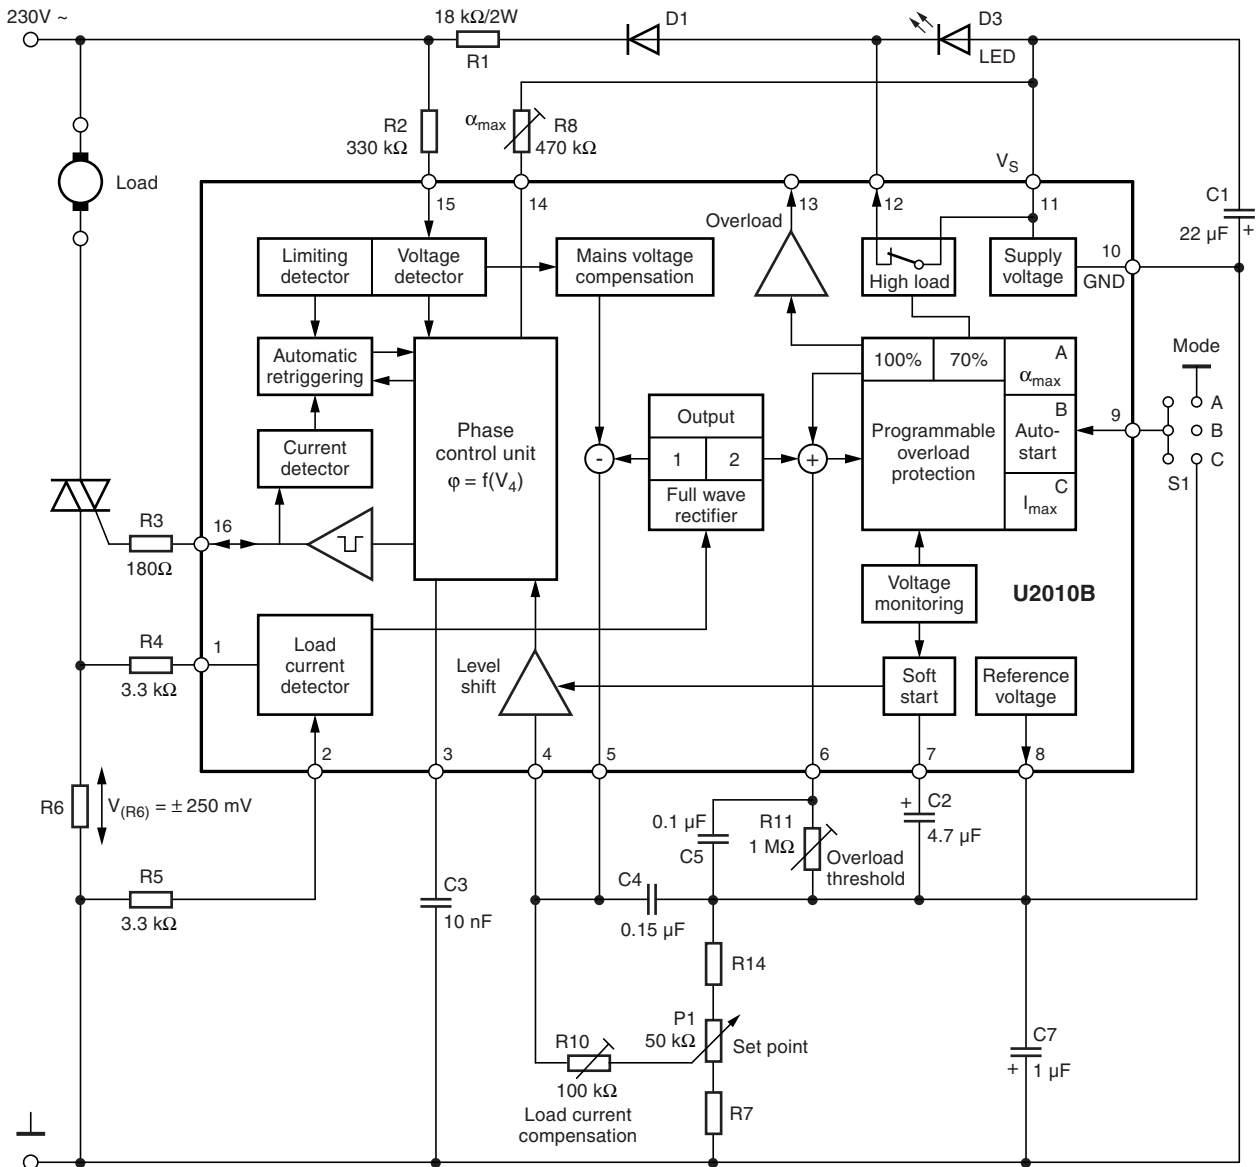 230V ~
18 kΩ/2W
R1
D1
D3
LED
R2
330 kΩ
αmax
R8
470 kΩ
VS
Load
15
14
13
12
11
C1
22 µF
+
Overload
Limiting
detector
Voltage
detector
Mains voltage
compensation
High load
Supply
voltage
10
GND
Automatic
retriggering
100%
70%
A
αmax
Mode
A
B
C
S1
9
Phase
control unit
φ = f(V4)
Output
1
2
Full wave
rectifier
-
+
Programmable
overload
protection
B
Auto-
start
C
Imax
Current
detector
R3
180Ω
16
Voltage
monitoring
U2010B
R4
3.3 kΩ
1
Load
current
detector
Level
shift
Soft
start
Reference
voltage
2
3
4
5
6
7
8
R6
V(R6) = ± 250 mV
0.1 µF
C5
R11
1 MΩ
Overload
threshold
+
C2
4.7 µF
R5
3.3 kΩ
C3
10 nF
C4
0.15 µF
R14
P1
50 kΩ
Set point
R10
100 kΩ
Load current
compensation
R7
C7
1 µF
+